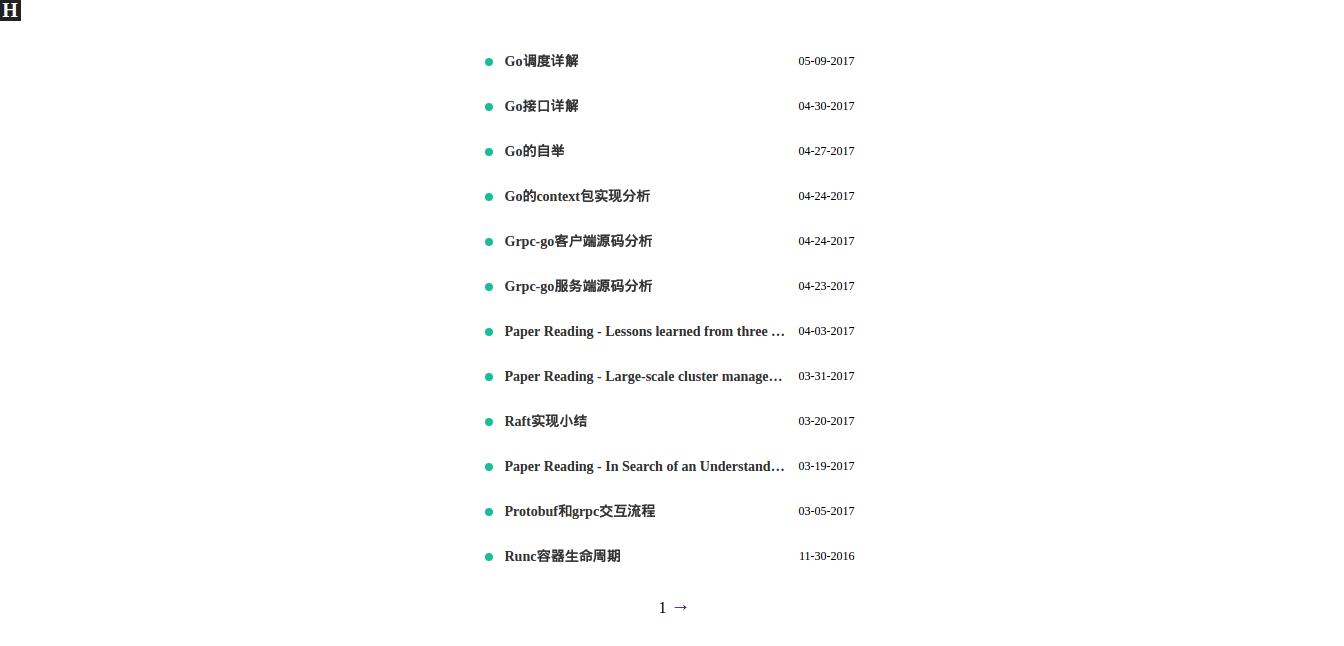 H
Go调度详解 05-09-2017
Go接口详解 04-30-2017
Go的自举 04-27-2017
Go的context包实现分析 04-24-2017
Grpc-go客户端源码分析 04-24-2017
Grpc-go服务端源码分析 04-23-2017
Paper Reading - Lessons learned from three … 04-03-2017
Paper Reading - Large-scale cluster manage… 03-31-2017
Raft实现小结 03-20-2017
Paper Reading - In Search of an Understand… 03-19-2017
Protobuf和grpc交互流程 03-05-2017
Runc容器生命周期 11-30-2016
1 →